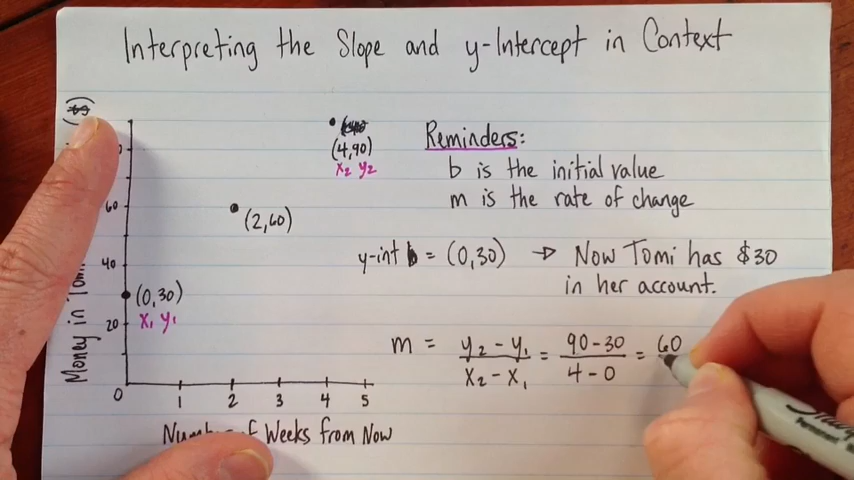 Interpreting the Slope and y-Intercept in Context
($)
(4,90)
x₂ y₂
60
(2,60)
40
(0,30)
x₁ y₁
20
Money in
0 1 2 3 4 5
of Weeks from Now
Reminders:
b is the initial value
m is the rate of change
y-int = (0,30) → Now Tomi has $30
in her account.
m = y₂ - y₁ / x₂ - x₁ = 90 - 30 / 4 - 0 = 60